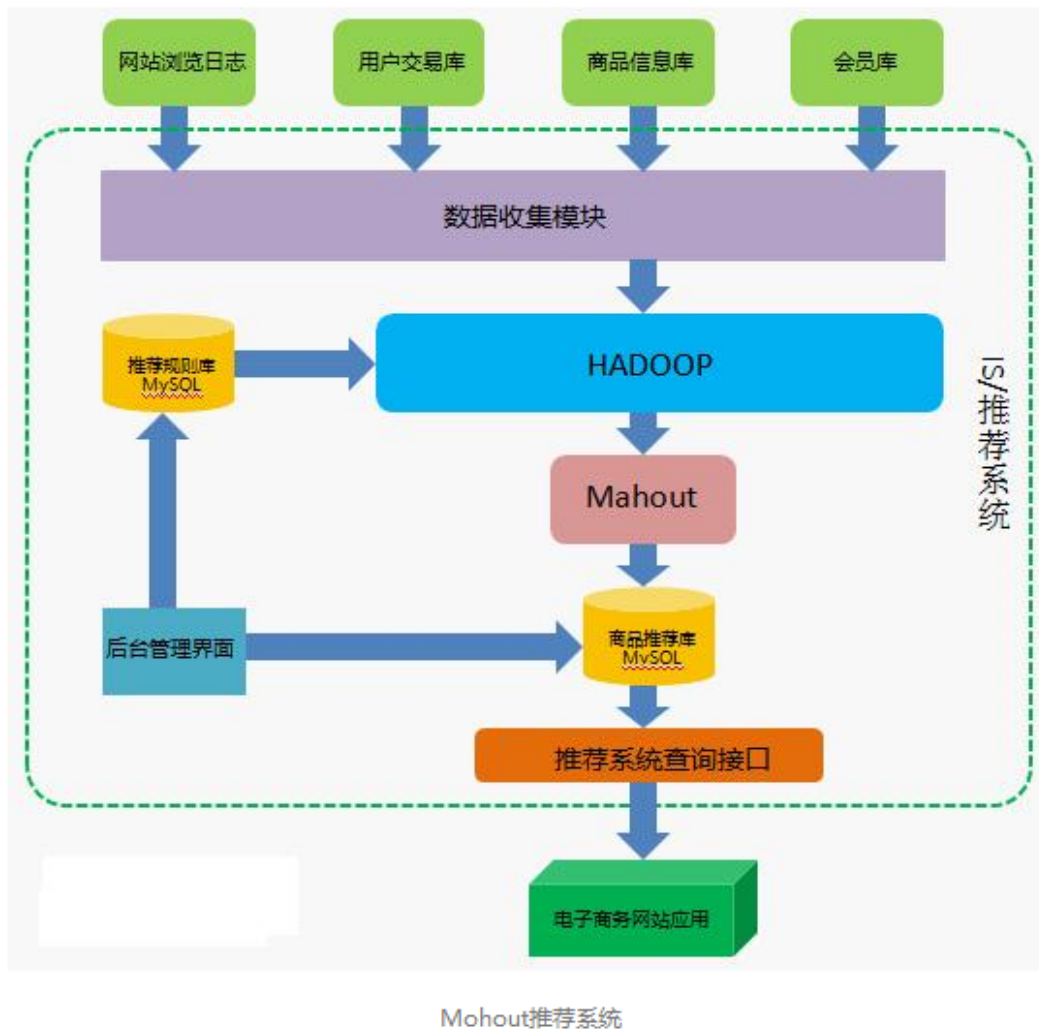 网站浏览日志
用户交易库
商品信息库
会员库
数据收集模块
推荐规则库
MySQL
HADOOP
IS/推荐系统
Mahout
后台管理界面
商品推荐库
MySQL
推荐系统查询接口
电子商务网站应用
Mohout推荐系统